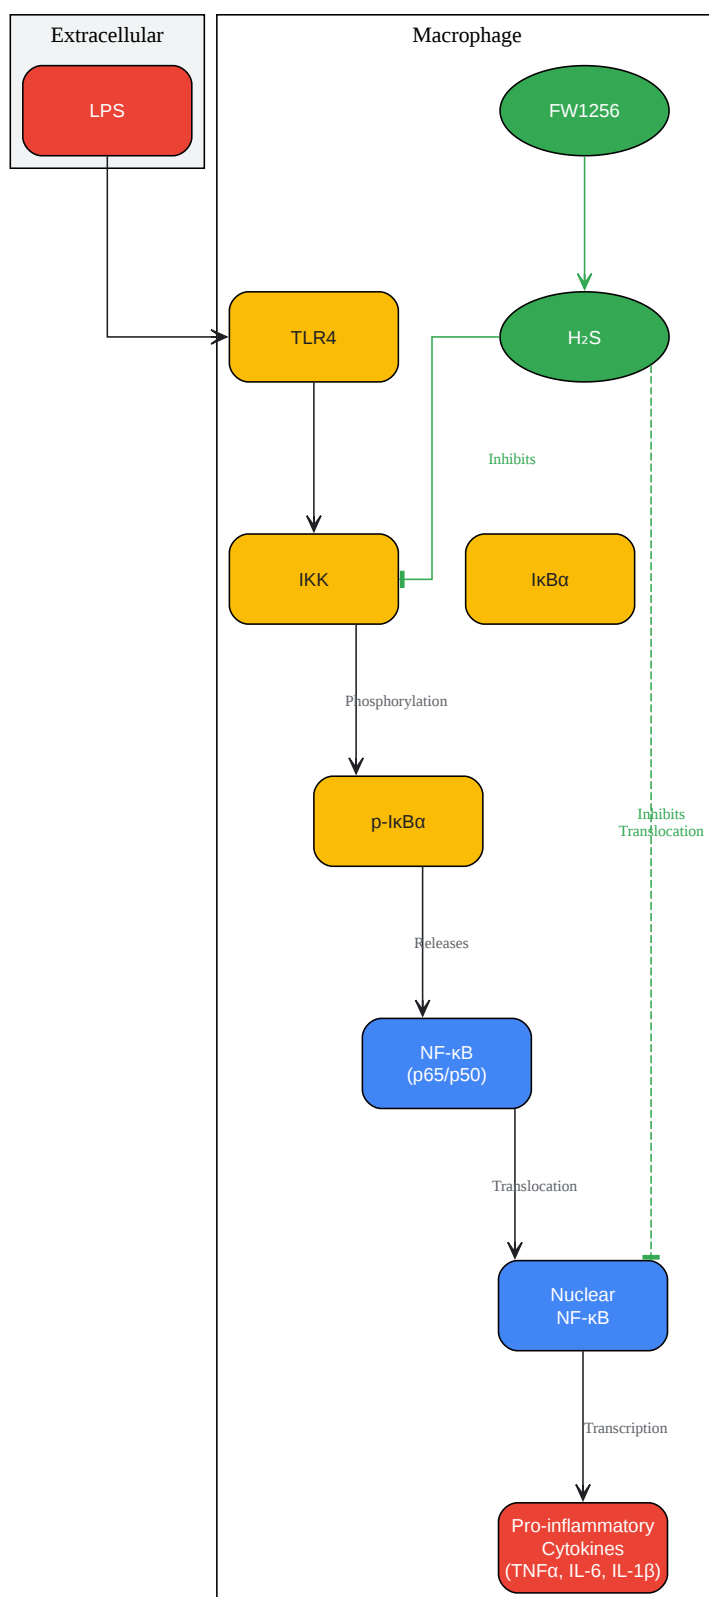 Extracellular
Macrophage
LPS
FW1256
TLR4
H₂S
Inhibits
IKK
IκBα
Phosphorylation
p-IκBα
Inhibits
Translocation
Releases
NF-κB
(p65/p50)
Translocation
Nuclear
NF-κB
Transcription
Pro-inflammatory
Cytokines
(TNFα, IL-6, IL-1β)